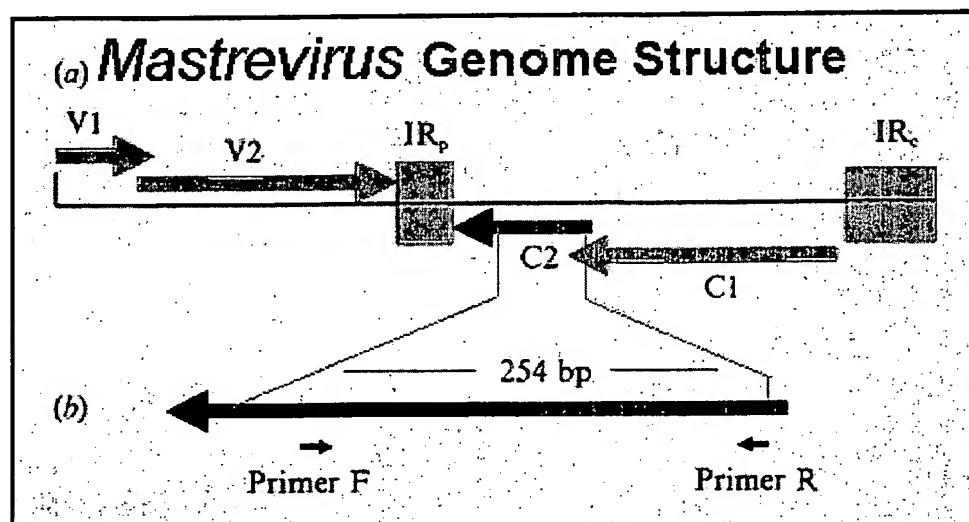 (a) Mastrevirus Genome Structure
V1
V2
IRp
IRc
C2
C1
254 bp
(b)
Primer F
Primer R